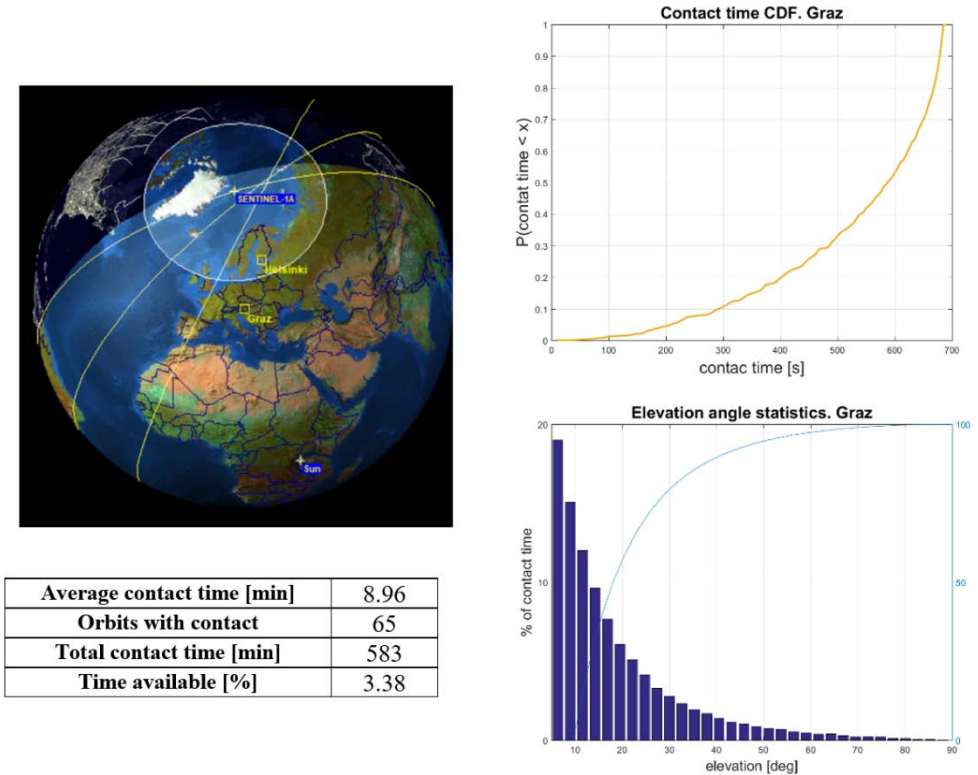 Contact time CDF. Graz
1
0.9
0.8
0.7
0.6
0.5
0.4
0.3
0.2
0.1
0
P(contat time < x)
0 100 200 300 400 500 600 700
contac time [s]
SENTINEL-1A
Helsinki
Graz
Sun
Elevation angle statistics. Graz
20
10
0
% of contact time
100
50
0
10 20 30 40 50 60 70 80 90
elevation [deg]
Average contact time [min] 8.96
Orbits with contact 65
Total contact time [min] 583
Time available [%] 3.38